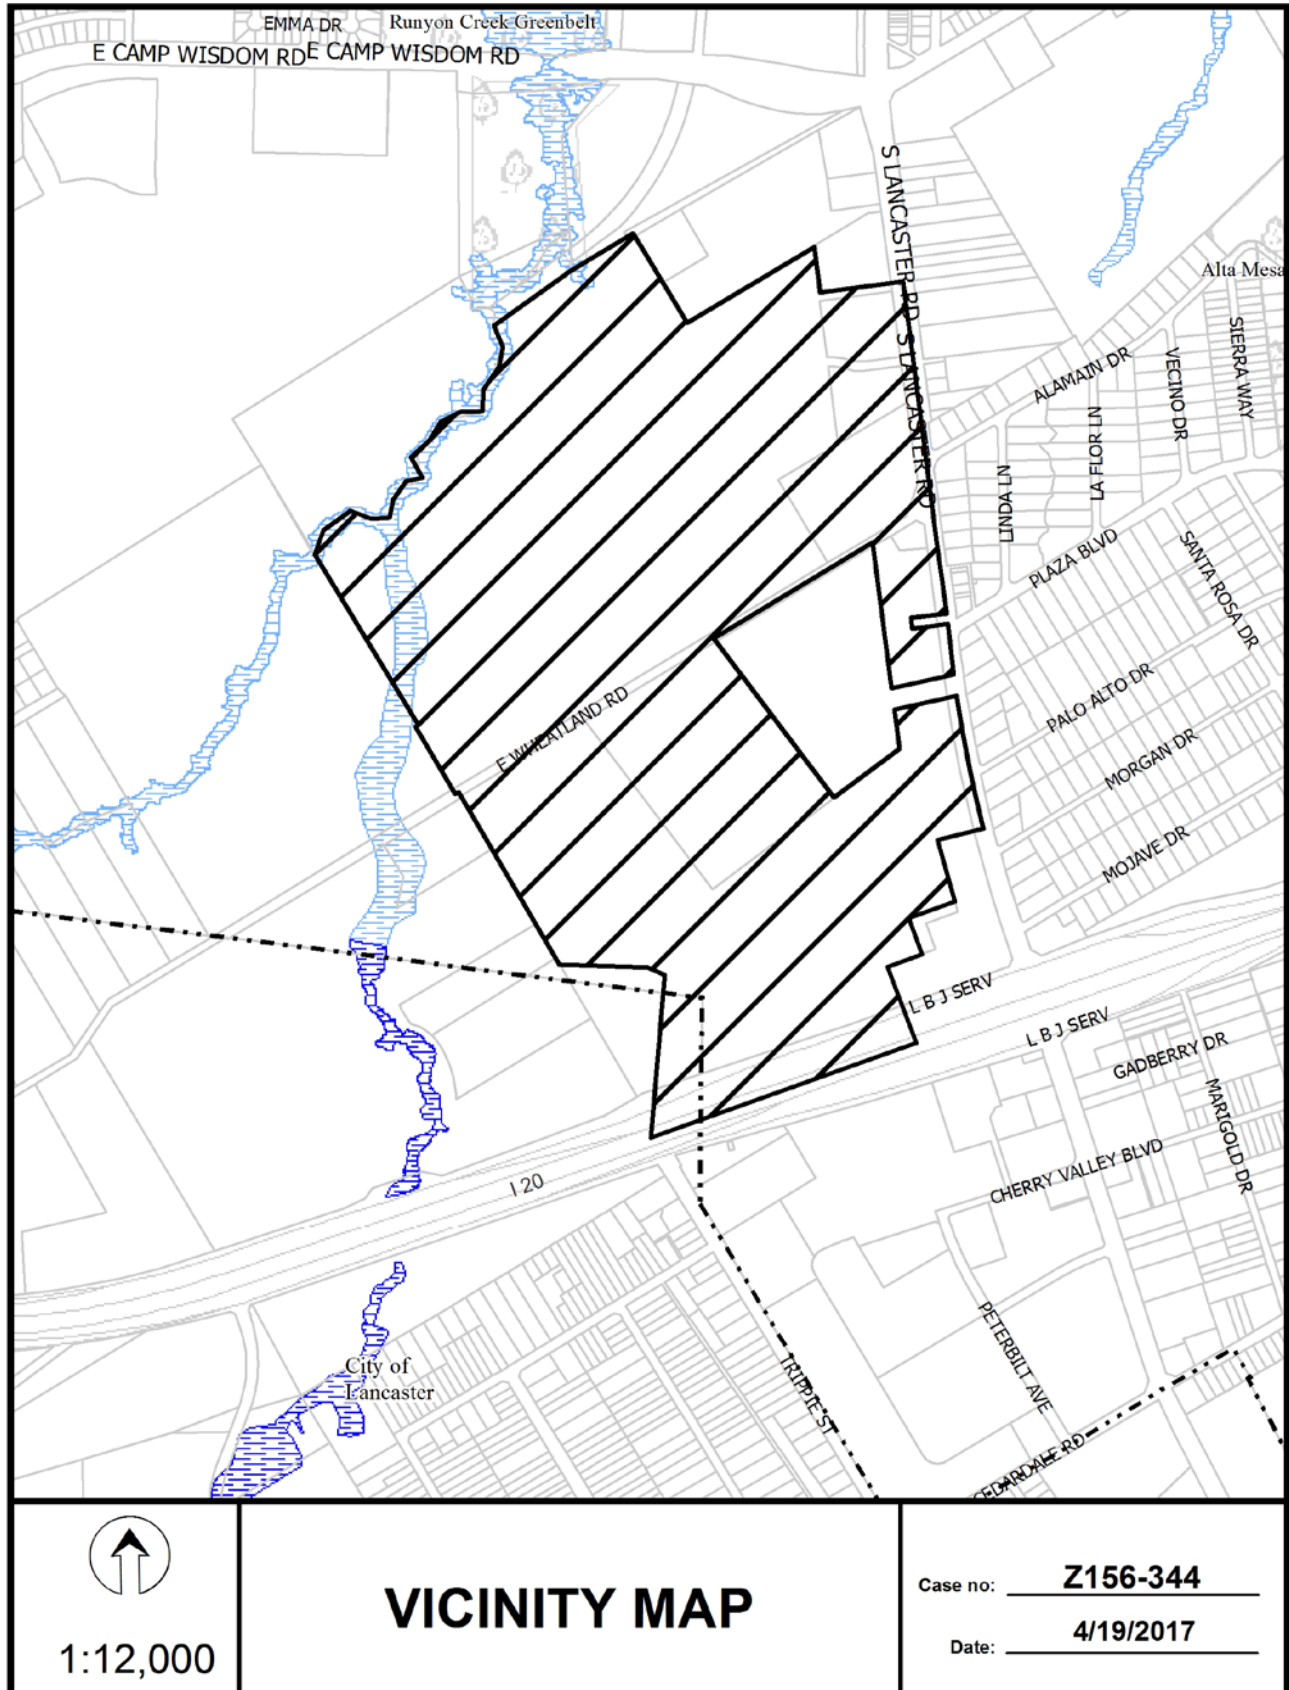 EMMA DR
Runyon Creek Greenbelt
E CAMP WISDOM RD
E CAMP WISDOM RD
S LANCASTER RD
S LANCASTER RD
Alta Mesa
SIERRA WAY
VECINO DR
ALAMAIN DR
LA FLOR LN
LINDA LN
PLAZA BLVD
SANTA ROSA DR
PALO ALTO DR
MORGAN DR
MOJAVE DR
E WHEATLAND RD
L B J SERV
L B J SERV
GADBERRY DR
MARIGOLD DR
CHERRY VALLEY BLVD
I 20
PETERBILT AVE
TRIPPIE ST
CEDARDALE RD
City of
Lancaster
1:12,000
VICINITY MAP
Case no: Z156-344
Date: 4/19/2017